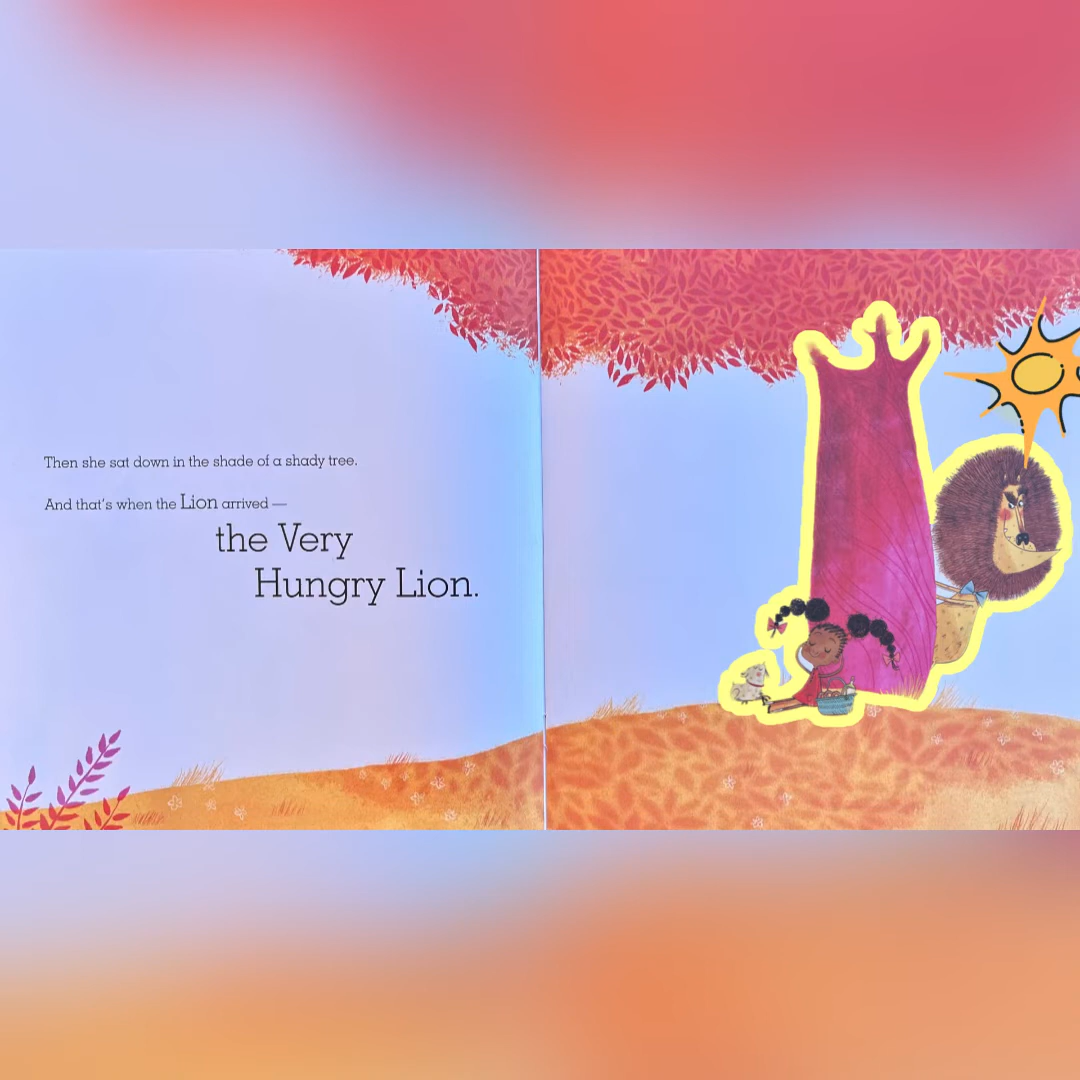 Then she sat down in the shade of a shady tree.
And that's when the Lion arrived —
the Very
Hungry Lion.